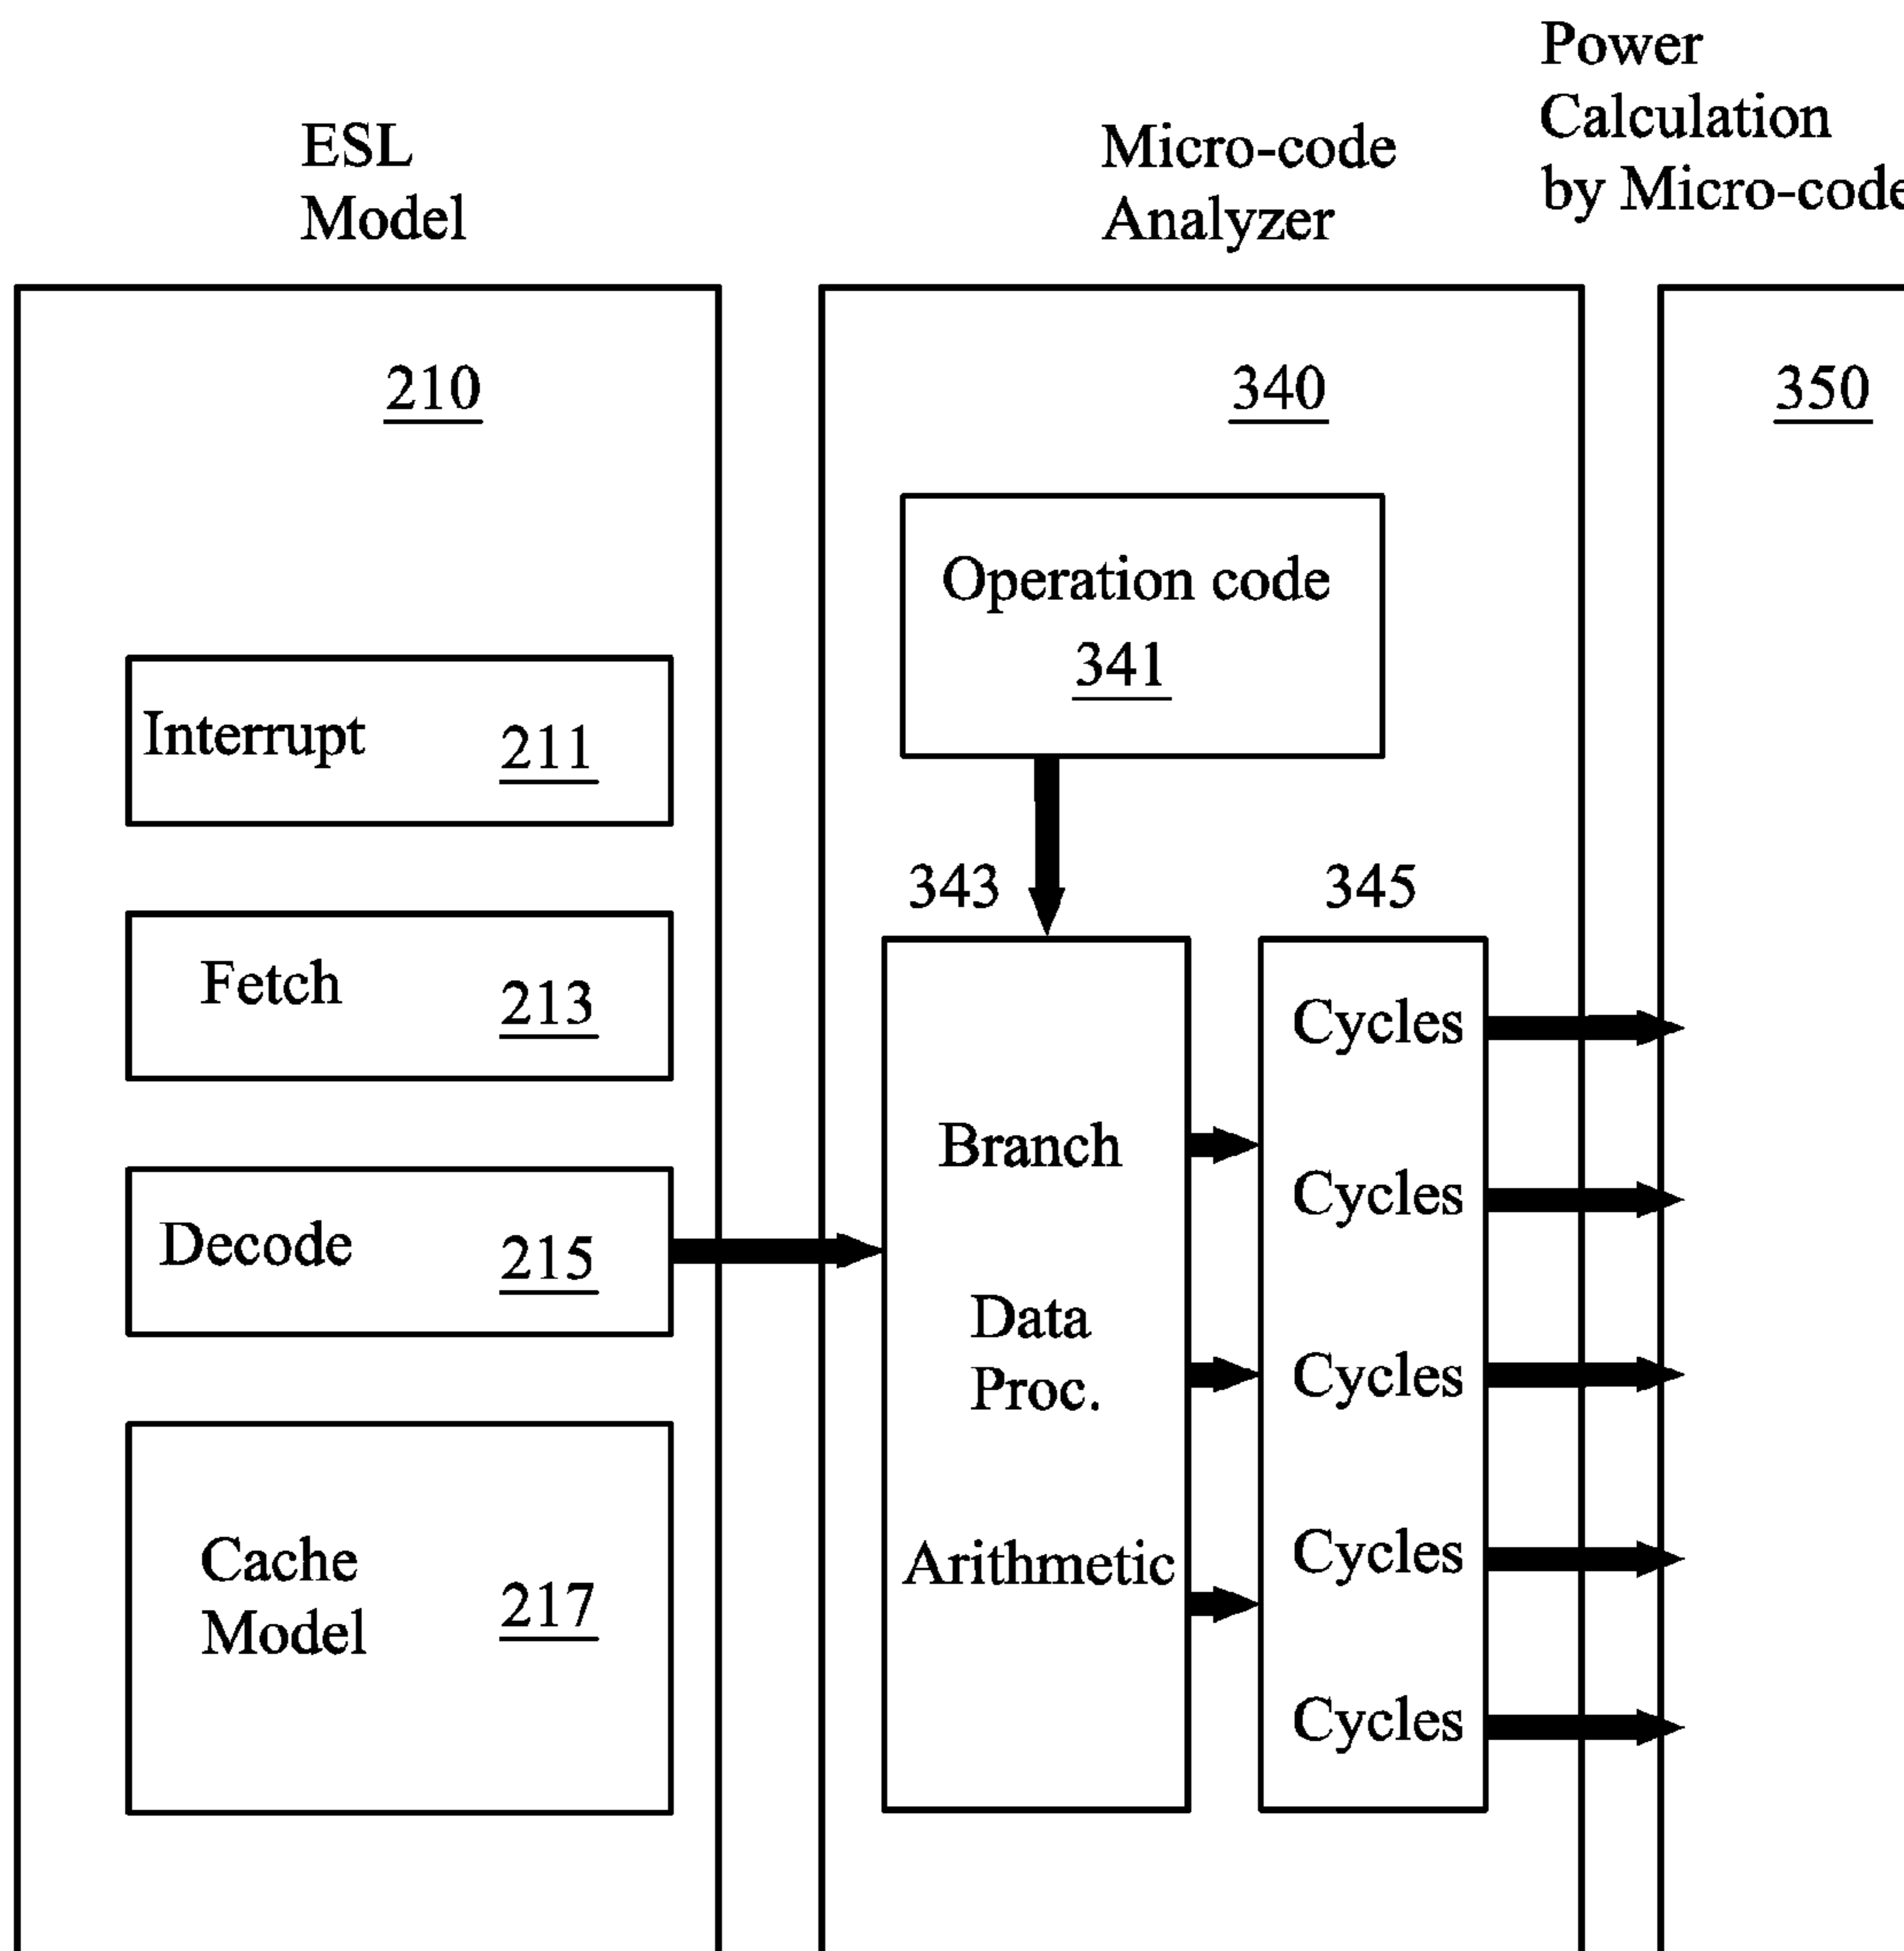 ESL
Model
Micro-code
Analyzer
Power
Calculation
by Micro-code
210
Interrupt 211
Fetch 213
Decode 215
Cache
Model
217
340
Operation code
341
343
Branch
Data
Proc.
Arithmetic
345
Cycles
Cycles
Cycles
Cycles
Cycles
350